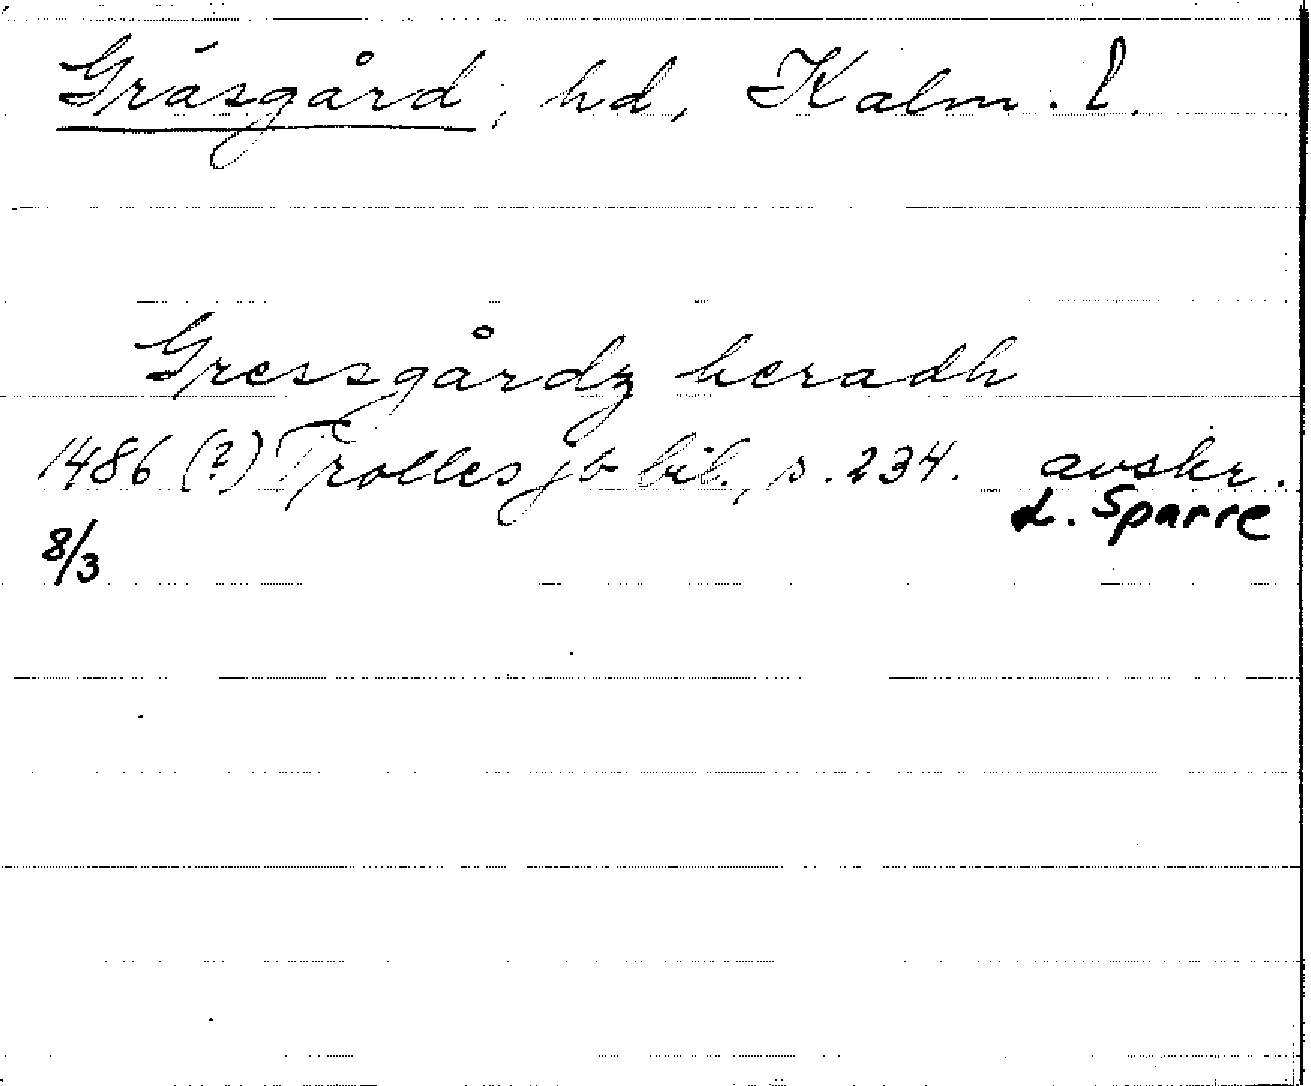 Gräsgård, hd, Kalm. l.
Gressgårdz heradh
1486 (?) Trolles jb bil., s. 234. avskr.
L. Sparre
8/3